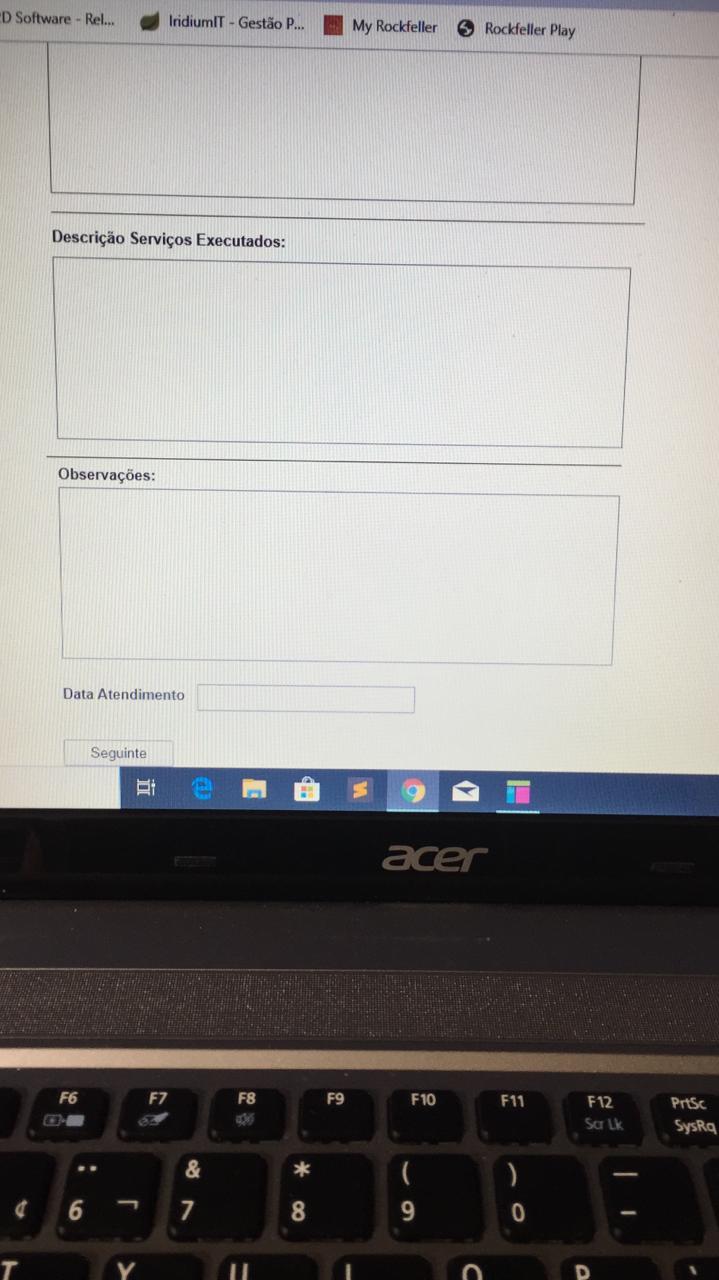 D Software - Rel... IridiumIT - Gestão P... My Rockfeller Rockfeller Play
Descrição Serviços Executados:
Observações:
Data Atendimento
Seguinte
acer
F6 F7 F8 F9 F10 F11 F12 PrtSc
Scr Lk SysRq
¨ & * ( ) —
¢ 6 ¬ 7 8 9 0 -
T Y U I O P